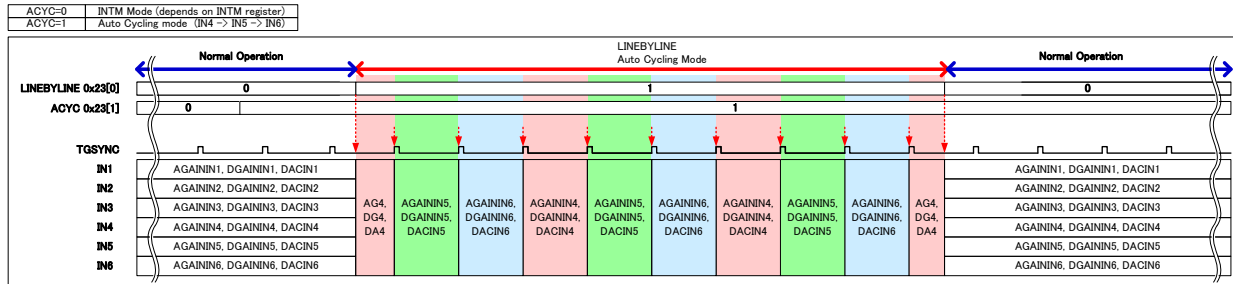 ACYC=0 INTM Mode (depends on INTM register)
ACYC=1 Auto Cycling mode (IN4 -> IN5 -> IN6)
Normal Operation
LINEBYLINE
Auto Cycling Mode
Normal Operation
LINEBYLINE 0x23[0] 0 1 0
ACYC 0x23[1] 0 1
TGSYNC
IN1 AGAININ1, DGAININ1, DACIN1 AGAININ1, DGAININ1, DACIN1
IN2 AGAININ2, DGAININ2, DACIN2 AGAININ2, DGAININ2, DACIN2
IN3 AGAININ3, DGAININ3, DACIN3 AGAININ3, DGAININ3, DACIN3
IN4 AGAININ4, DGAININ4, DACIN4 AGAININ4, DGAININ4, DACIN4
IN5 AGAININ5, DGAININ5, DACIN5 AGAININ5, DGAININ5, DACIN5
IN6 AGAININ6, DGAININ6, DACIN6 AGAININ6, DGAININ6, DACIN6
AG4, AGAININ5, AGAININ6, AGAININ4, AGAININ5, AGAININ6, AGAININ4, AGAININ5, AGAININ6, AG4,
DG4, DGAININ5, DGAININ6, DGAININ4, DGAININ5, DGAININ6, DGAININ4, DGAININ5, DGAININ6, DG4,
DA4 DACIN5 DACIN6 DACIN4 DACIN5 DACIN6 DACIN4 DACIN5 DACIN6 DA4